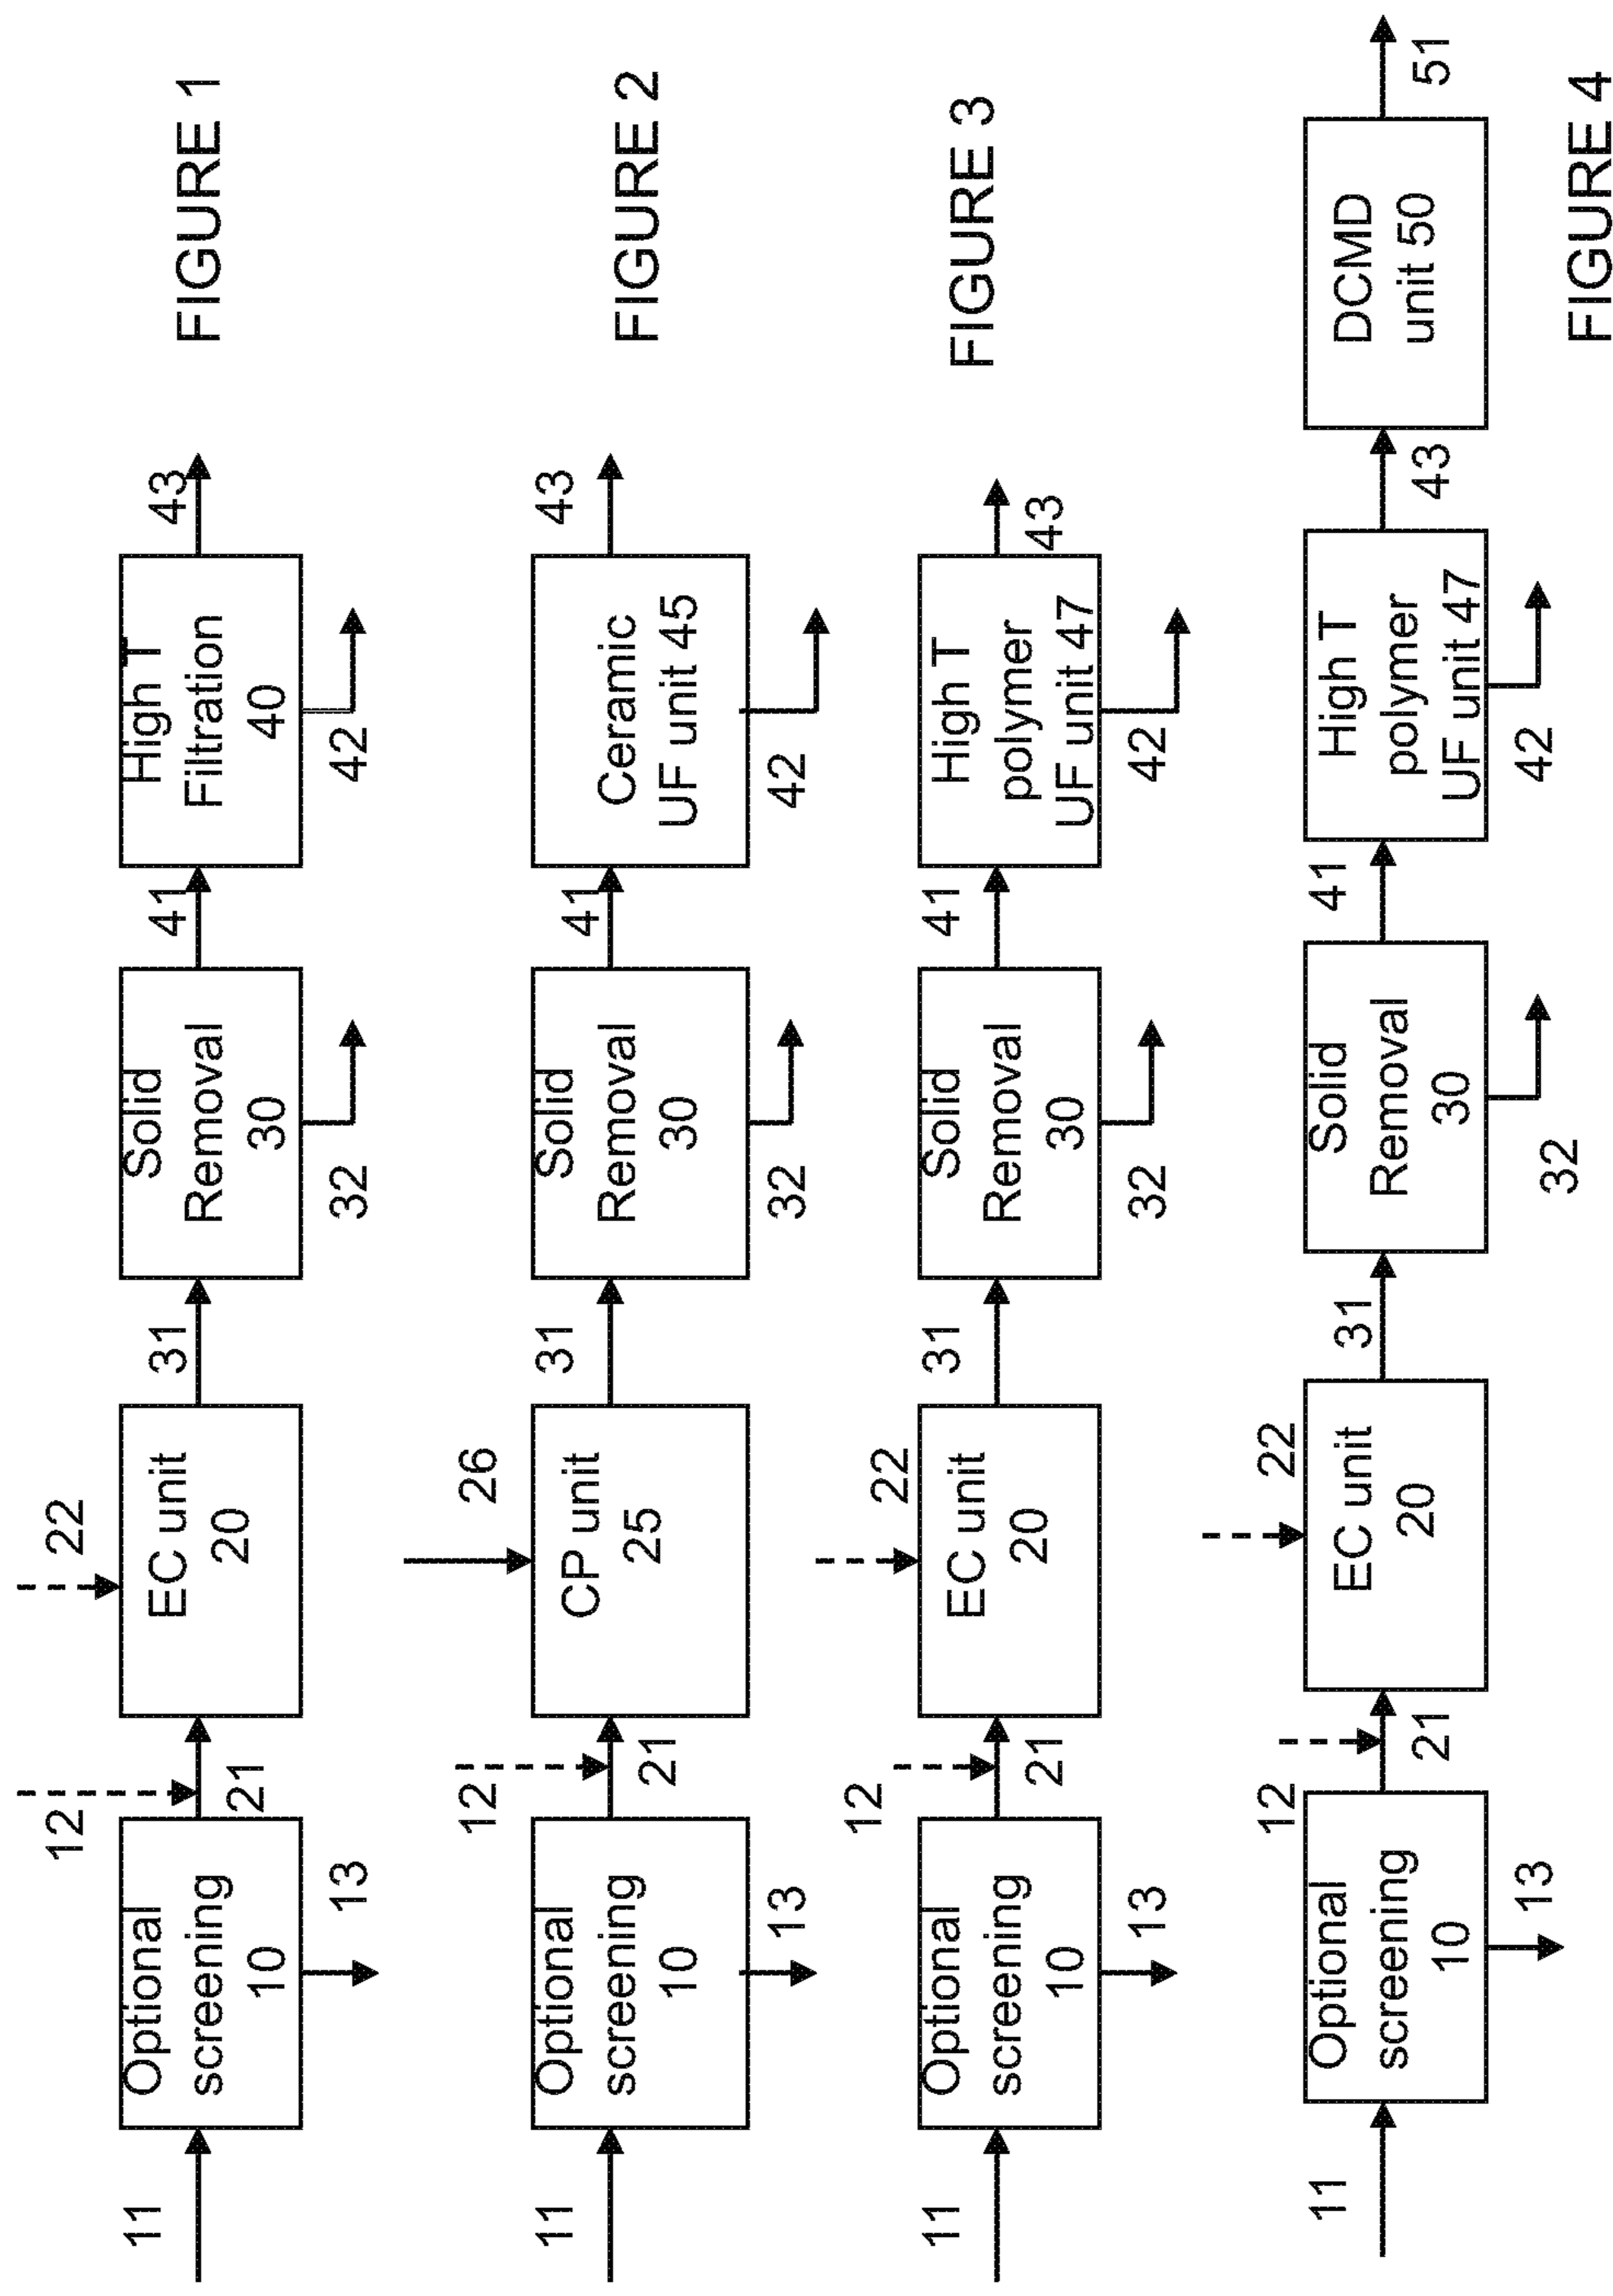 22
12
11
Optional
screening
10
21
13
EC unit
20
31
Solid
Removal
30
32
41
High T
Filtration
40
42
43
FIGURE 1
26
12
11
Optional
screening
10
21
13
CP unit
25
31
Solid
Removal
30
32
41
Ceramic
UF unit 45
42
43
FIGURE 2
22
12
11
Optional
screening
10
21
13
EC unit
20
31
Solid
Removal
30
32
41
High T
polymer
UF unit 47
42
43
FIGURE 3
22
12
11
Optional
screening
10
21
13
EC unit
20
31
Solid
Removal
30
32
41
High T
polymer
UF unit 47
42
43
DCMD
unit 50
51
FIGURE 4